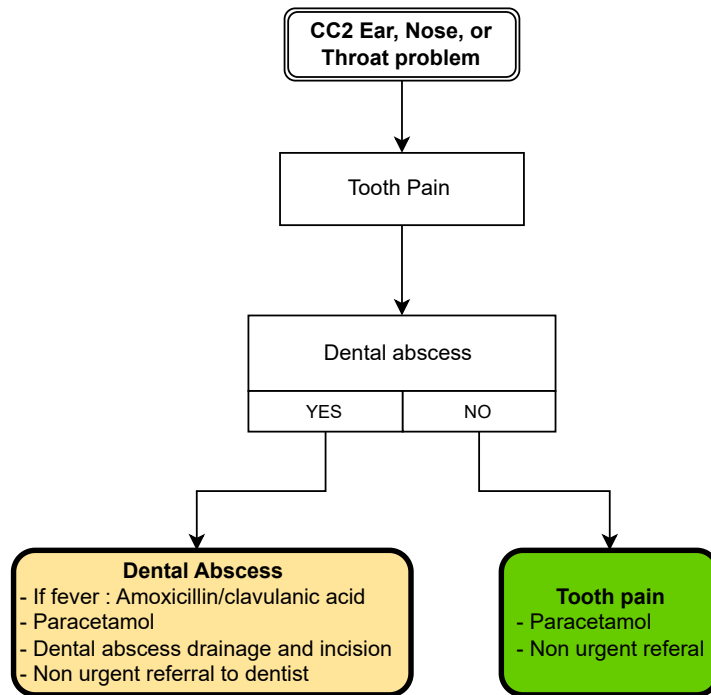 CC2 Ear, Nose, or
Throat problem
Tooth Pain
Dental abscess
YES
NO
Dental Abscess
- If fever : Amoxicillin/clavulanic acid
- Paracetamol
- Dental abscess drainage and incision
- Non urgent referral to dentist
Tooth pain
- Paracetamol
- Non urgent referal